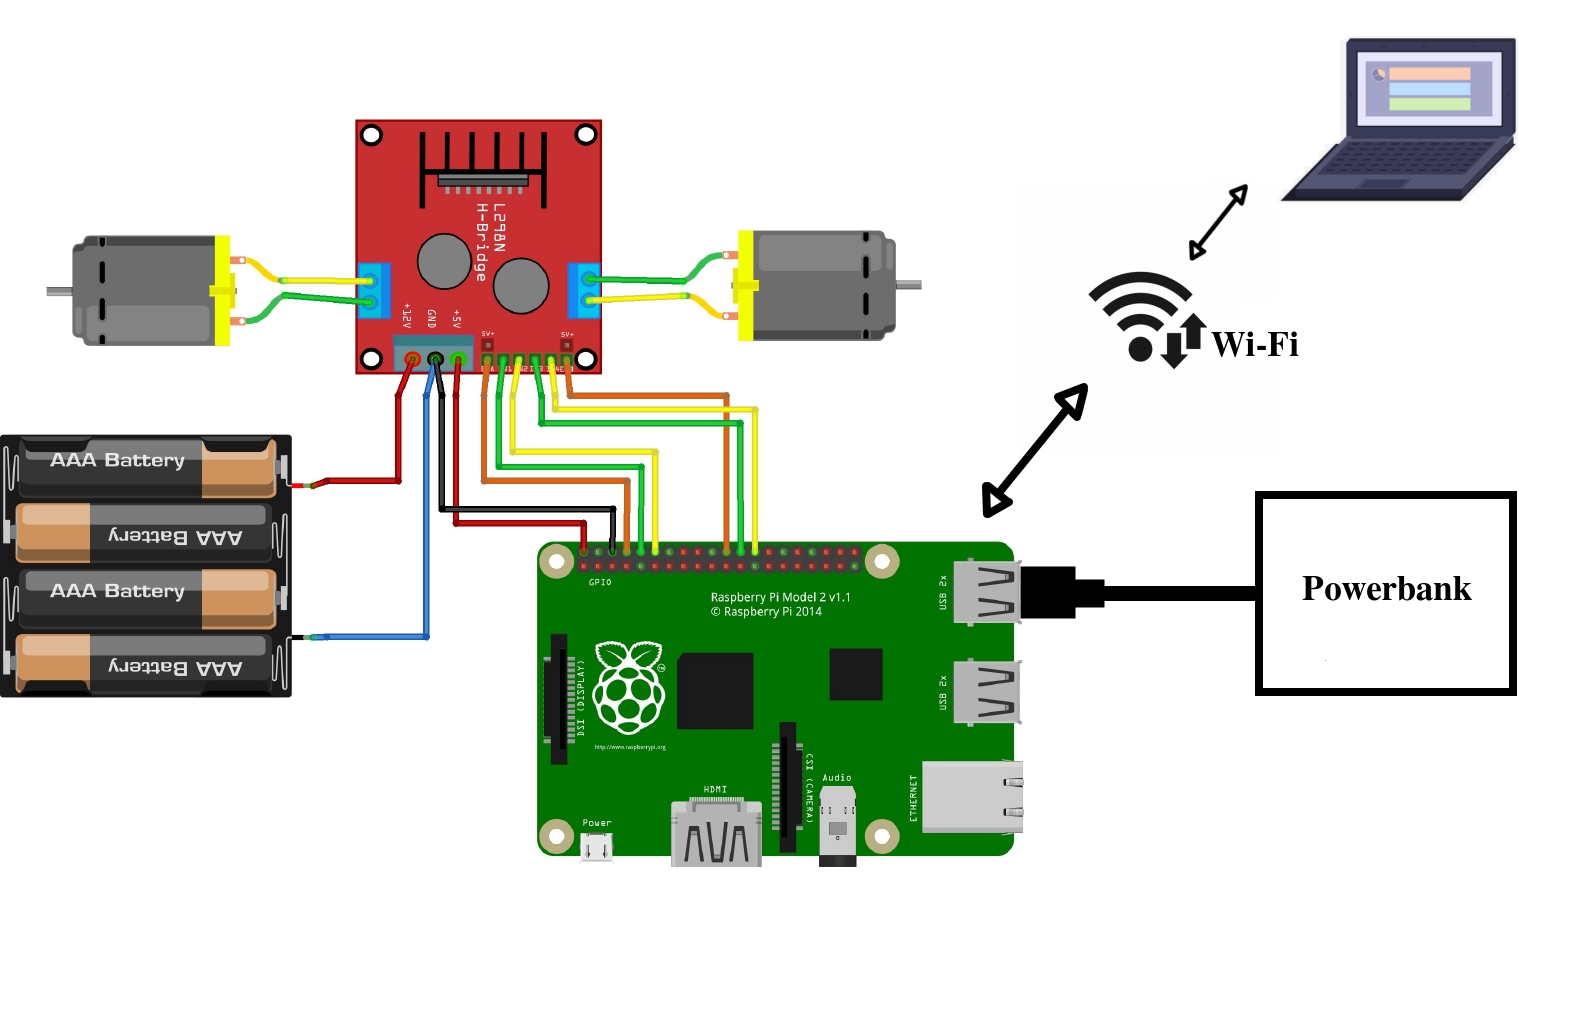 L298N
H-Bridge
+12V
GND
+5V
5V+
5V+
AAA Battery
AAA Battery
AAA Battery
AAA Battery
Wi-Fi
Powerbank
GPIO
Raspberry Pi Model 2 v1.1
© Raspberry Pi 2014
USB 2x
USB 2x
DSI (DISPLAY)
http://www.raspberrypi.org
CSI (CAMERA)
Audio
ETHERNET
HDMI
Power